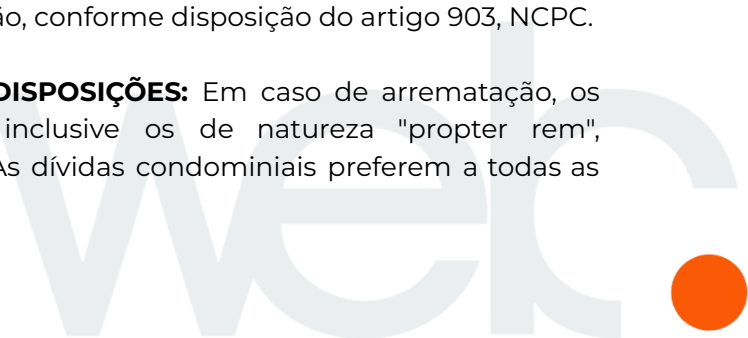 ão, conforme disposição do artigo 903, NCPC.
DISPOSIÇÕES: Em caso de arrematação, os
inclusive os de natureza "propter rem",
As dívidas condominiais preferem a todas as
web.